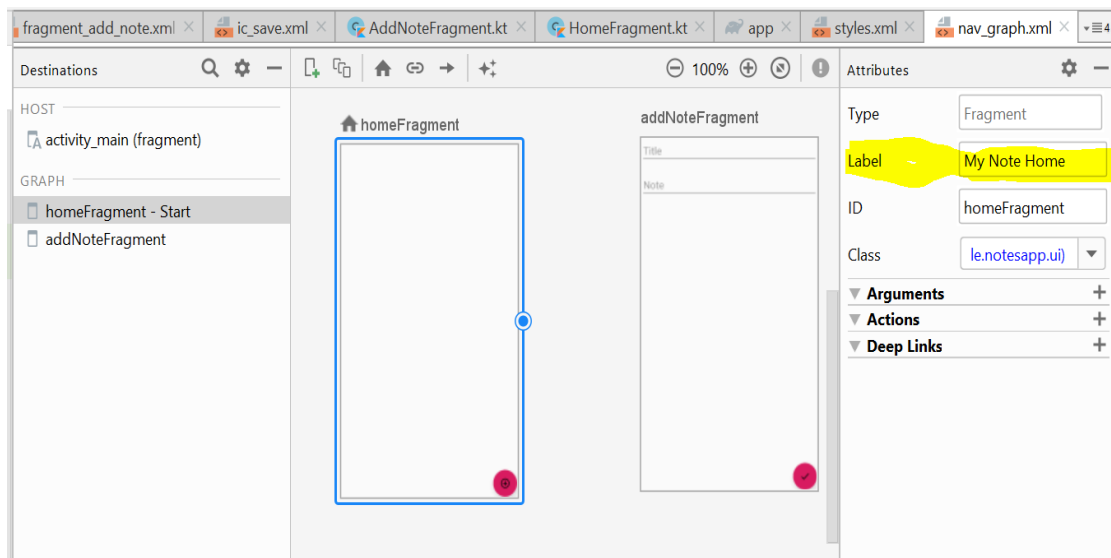 fragment_add_note.xml ic_save.xml AddNoteFragment.kt HomeFragment.kt app styles.xml nav_graph.xml 4
Destinations
100%
Attributes
HOST
activity_main (fragment)
GRAPH
homeFragment - Start
addNoteFragment
homeFragment
addNoteFragment
Title
Note
Type Fragment
Label My Note Home
ID homeFragment
Class le.notesapp.ui)
Arguments
Actions
Deep Links